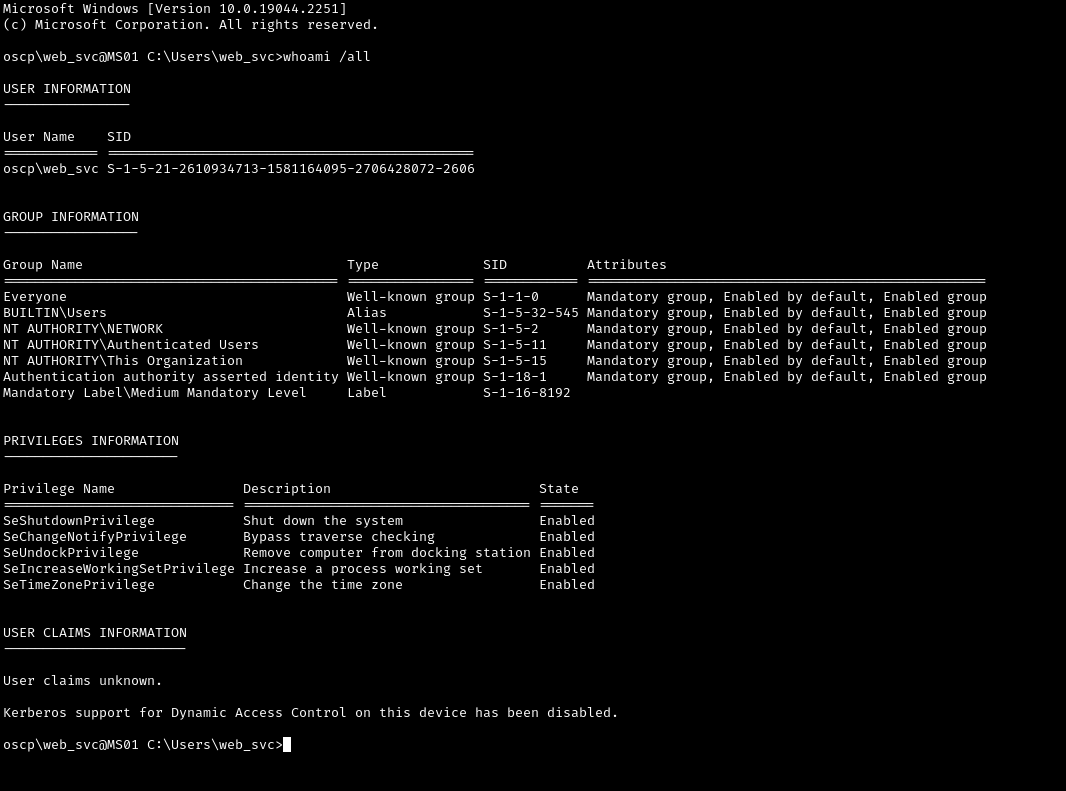 Microsoft Windows [Version 10.0.19044.2251]
(c) Microsoft Corporation. All rights reserved.
oscp\web_svc@MS01 C:\Users\web_svc>whoami /all
USER INFORMATION
----------------
User Name    SID
============ ==============================================
oscp\web_svc S-1-5-21-2610934713-1581164095-2706428072-2606
GROUP INFORMATION
-----------------
Group Name                                 Type             SID          Attributes
========================================== ================ ============ ==================================================
Everyone                                   Well-known group S-1-1-0      Mandatory group, Enabled by default, Enabled group
BUILTIN\Users                              Alias            S-1-5-32-545 Mandatory group, Enabled by default, Enabled group
NT AUTHORITY\NETWORK                       Well-known group S-1-5-2      Mandatory group, Enabled by default, Enabled group
NT AUTHORITY\Authenticated Users           Well-known group S-1-5-11     Mandatory group, Enabled by default, Enabled group
NT AUTHORITY\This Organization             Well-known group S-1-5-15     Mandatory group, Enabled by default, Enabled group
Authentication authority asserted identity Well-known group S-1-18-1     Mandatory group, Enabled by default, Enabled group
Mandatory Label\Medium Mandatory Level     Label            S-1-16-8192
PRIVILEGES INFORMATION
----------------------
Privilege Name                Description                          State
============================= ==================================== =======
SeShutdownPrivilege           Shut down the system                 Enabled
SeChangeNotifyPrivilege       Bypass traverse checking             Enabled
SeUndockPrivilege             Remove computer from docking station Enabled
SeIncreaseWorkingSetPrivilege Increase a process working set       Enabled
SeTimeZonePrivilege           Change the time zone                 Enabled
USER CLAIMS INFORMATION
-----------------------
User claims unknown.
Kerberos support for Dynamic Access Control on this device has been disabled.
oscp\web_svc@MS01 C:\Users\web_svc>